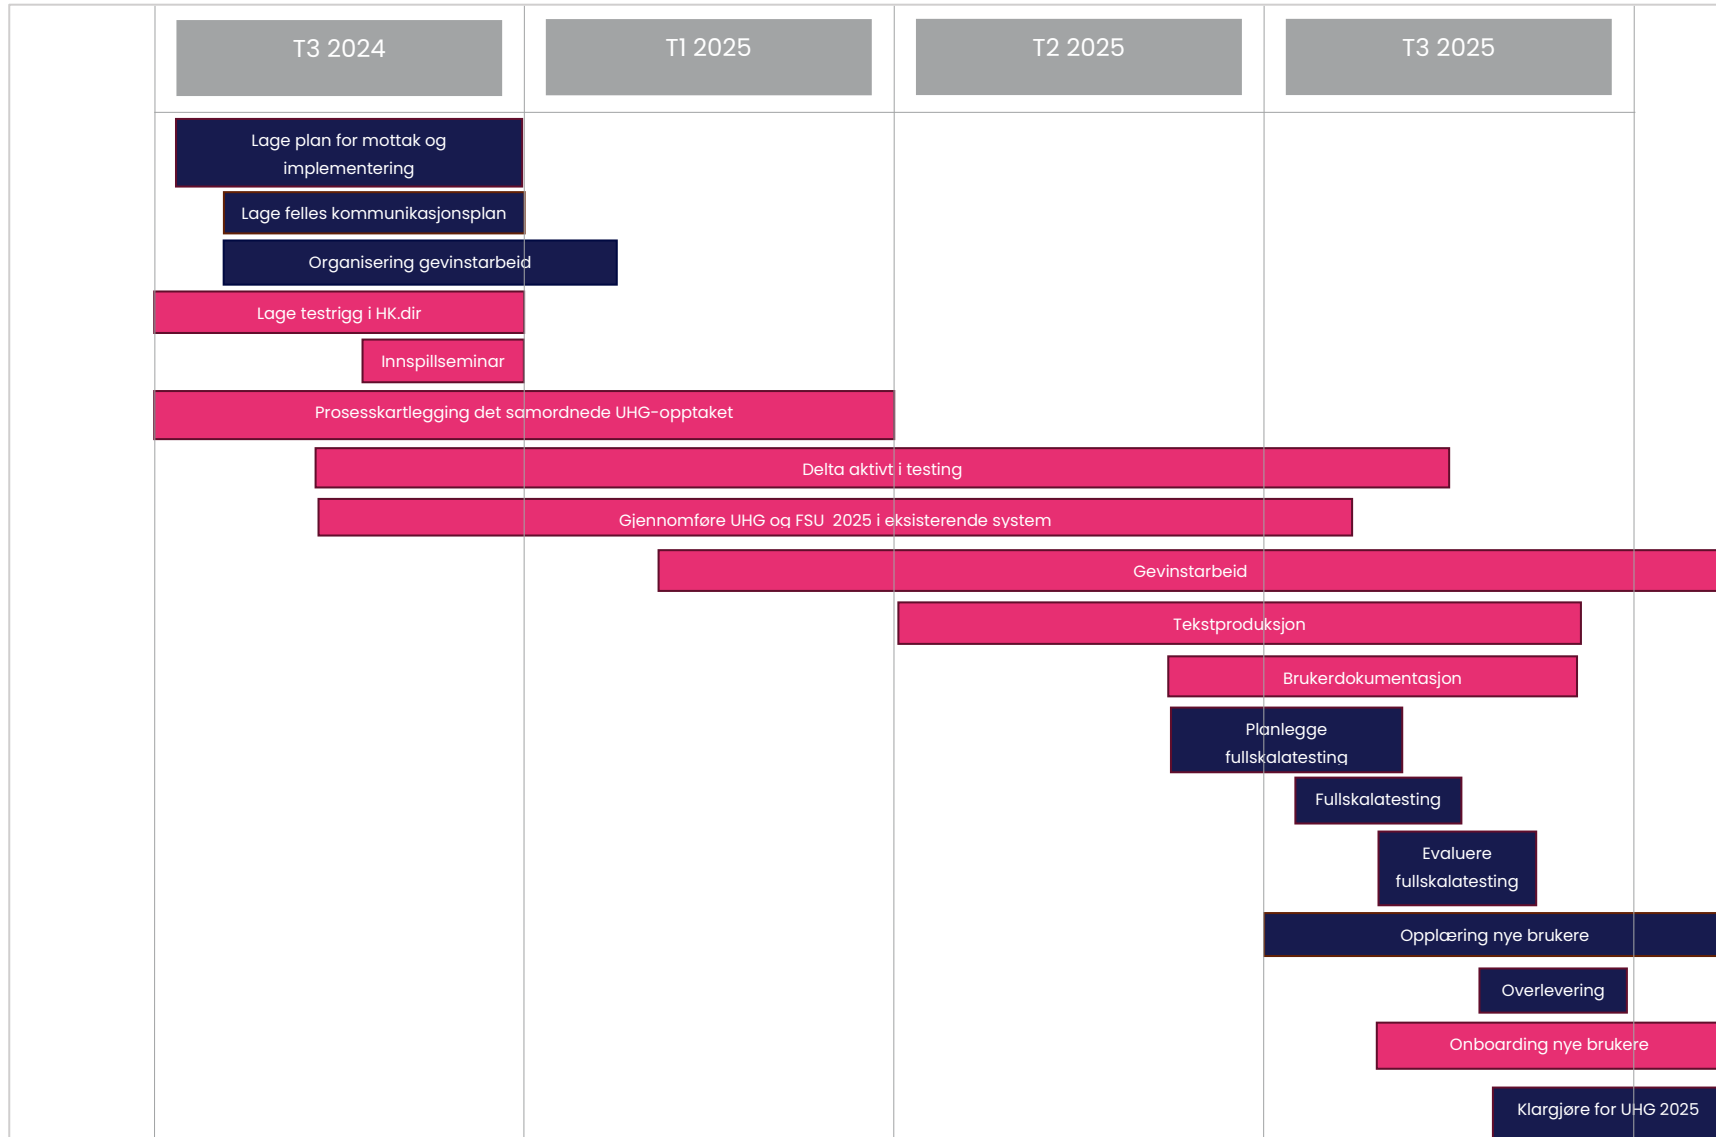 T3 2024
T1 2025
T2 2025
T3 2025
Lage plan for mottak og
implementering
Lage felles kommunikasjonsplan
Organisering gevinstarbeid
Lage testrigg i HK.dir
Innspillseminar
Prosesskartlegging det samordnede UHG-opptaket
Delta aktivt i testing
Gjennomføre UHG og FSU  2025 i eksisterende system
Gevinstarbeid
Tekstproduksjon
Brukerdokumentasjon
Planlegge
fullskalatesting
Fullskalatesting
Evaluere
fullskalatesting
Opplæring nye brukere
Overlevering
Onboarding nye brukere
Klargjøre for UHG 2025